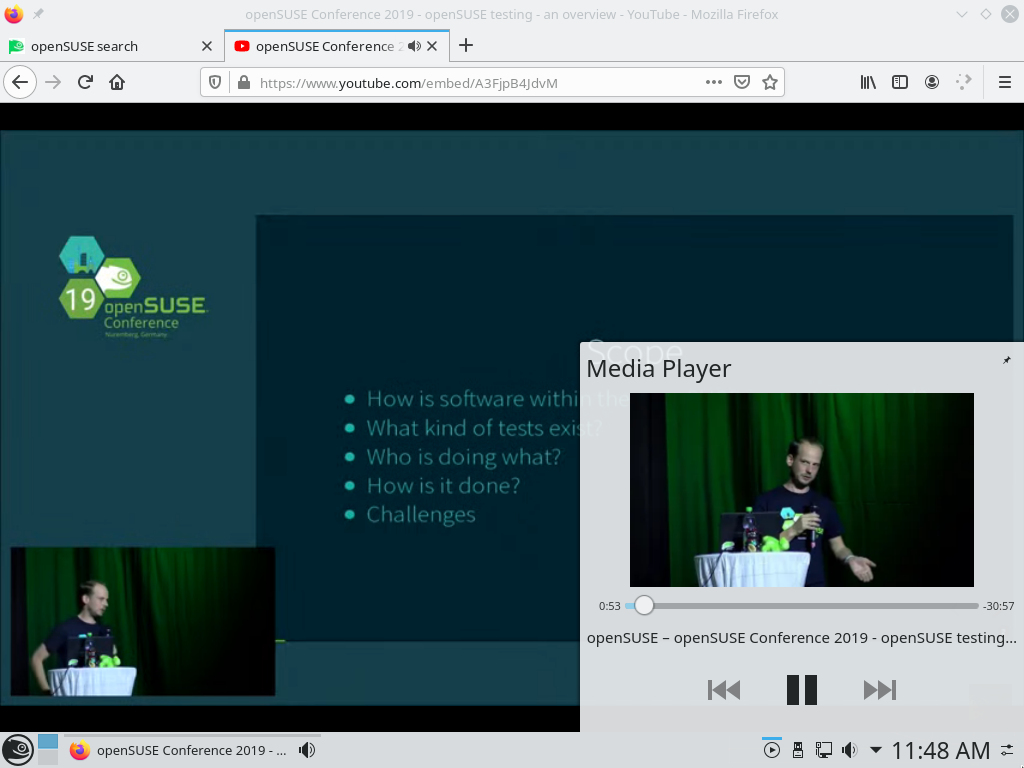 openSUSE Conference 2019 - openSUSE testing - an overview - YouTube - Mozilla Firefox
openSUSE search
openSUSE Conference 2
https://www.youtube.com/embed/A3FjpB4JdvM
19
openSUSE
Conference
Nuremberg, Germany
Scope
How is software within the
What kind of tests exist?
Who is doing what?
How is it done?
Challenges
Media Player
0:53
-30:57
openSUSE – openSUSE Conference 2019 - openSUSE testing...
openSUSE Conference 2019 - ...
11:48 AM